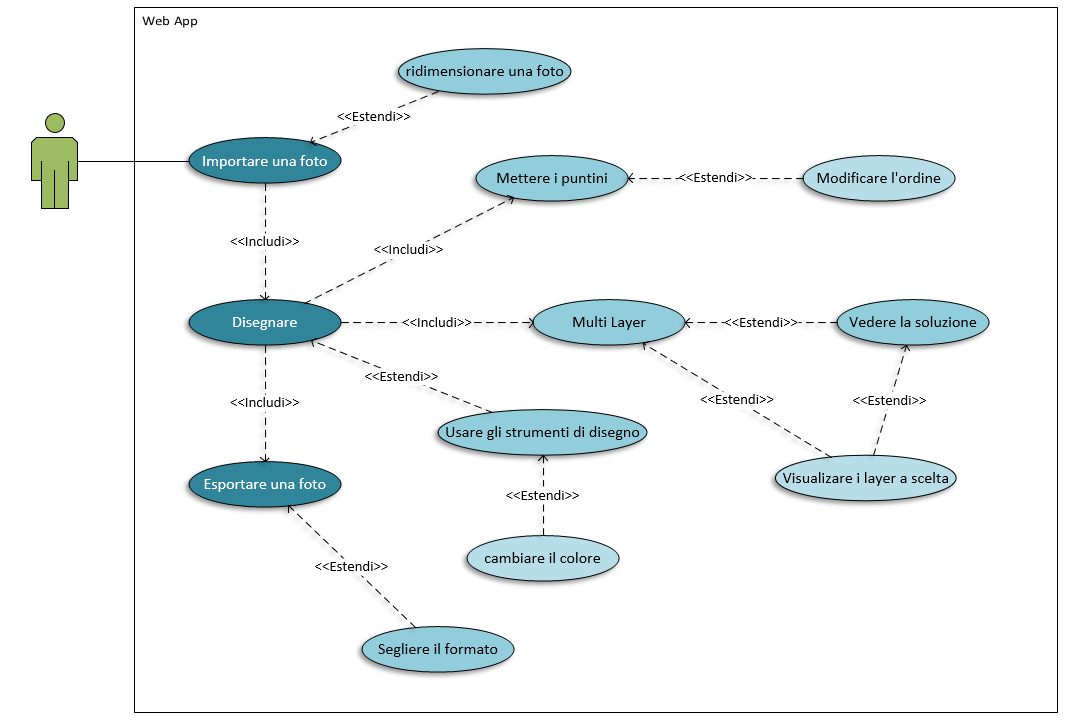 Web App
ridimensionare una foto
<<Estendi>>
Importare una foto
Mettere i puntini
<<Estendi>>
Modificare l'ordine
<<Includi>>
<<Includi>>
Disegnare
<<Includi>>
Multi Layer
<<Estendi>>
Vedere la soluzione
<<Estendi>>
<<Includi>>
<<Estendi>>
<<Estendi>>
Usare gli strumenti di disegno
Esportare una foto
Visualizare i layer a scelta
<<Estendi>>
cambiare il colore
<<Estendi>>
Segliere il formato